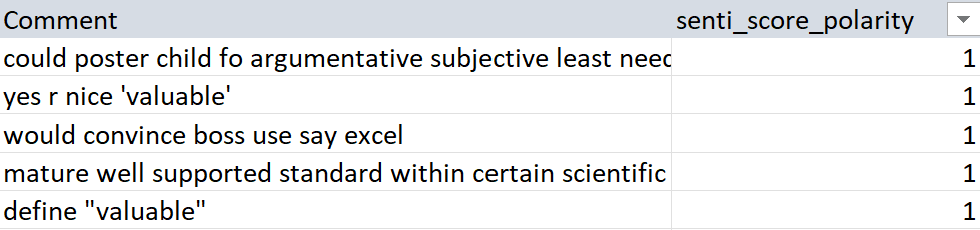 Comment senti_score_polarity
could poster child fo argumentative subjective least need 1
yes r nice 'valuable' 1
would convince boss use say excel 1
mature well supported standard within certain scientific 1
define "valuable" 1